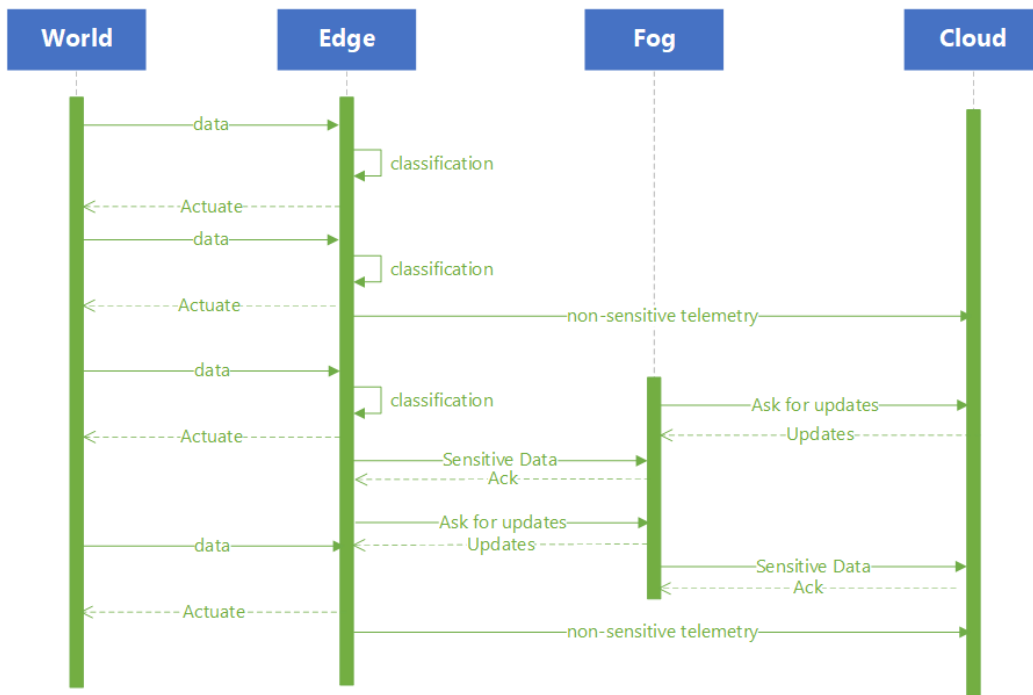 World
Edge
Fog
Cloud
data
classification
Actuate
data
classification
Actuate
non-sensitive telemetry
data
classification
Ask for updates
Actuate
Updates
Sensitive Data
Ack
Ask for updates
Updates
data
Sensitive Data
Ack
Actuate
non-sensitive telemetry